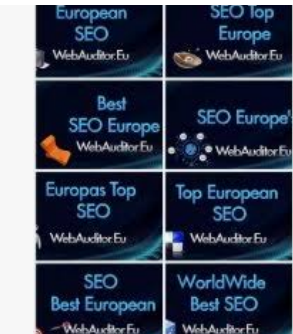 European
SEO
WebAuditor.Eu
SEO Top
Europe
WebAuditor.Eu
Best
SEO Europe
WebAuditor.Eu
SEO Europe's
WebAuditor.Eu
Europas Top
SEO
WebAuditor.Eu
Top European
SEO
WebAuditor.Eu
SEO
Best European
WebAuditor.Eu
WorldWide
Best SEO
WebAuditor.Eu